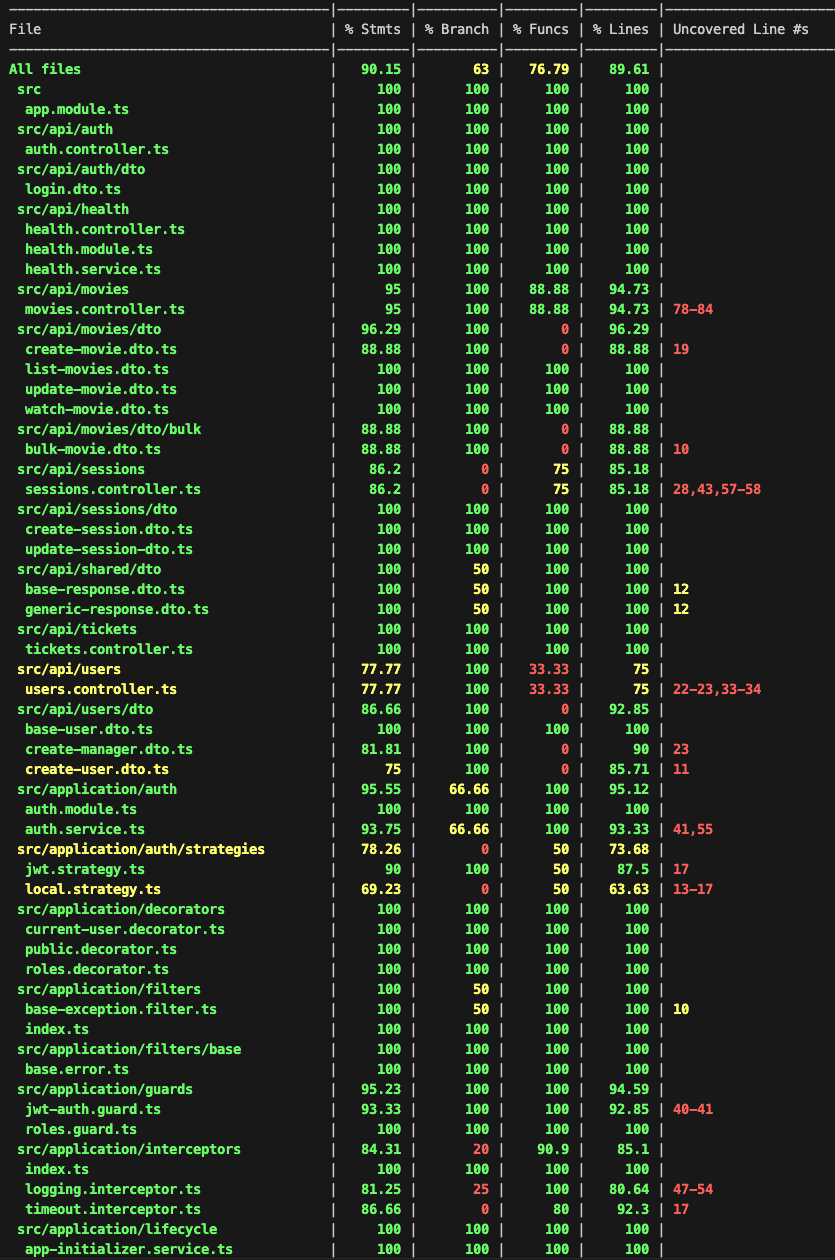 File | % Stmts | % Branch | % Funcs | % Lines | Uncovered Line #s
All files | 90.15 | 63 | 76.79 | 89.61 |
src | 100 | 100 | 100 | 100 |
app.module.ts | 100 | 100 | 100 | 100 |
src/api/auth | 100 | 100 | 100 | 100 |
auth.controller.ts | 100 | 100 | 100 | 100 |
src/api/auth/dto | 100 | 100 | 100 | 100 |
login.dto.ts | 100 | 100 | 100 | 100 |
src/api/health | 100 | 100 | 100 | 100 |
health.controller.ts | 100 | 100 | 100 | 100 |
health.module.ts | 100 | 100 | 100 | 100 |
health.service.ts | 100 | 100 | 100 | 100 |
src/api/movies | 95 | 100 | 88.88 | 94.73 |
movies.controller.ts | 95 | 100 | 88.88 | 94.73 | 78-84
src/api/movies/dto | 96.29 | 100 | 0 | 96.29 |
create-movie.dto.ts | 88.88 | 100 | 0 | 88.88 | 19
list-movies.dto.ts | 100 | 100 | 100 | 100 |
update-movie.dto.ts | 100 | 100 | 100 | 100 |
watch-movie.dto.ts | 100 | 100 | 100 | 100 |
src/api/movies/dto/bulk | 88.88 | 100 | 0 | 88.88 |
bulk-movie.dto.ts | 88.88 | 100 | 0 | 88.88 | 10
src/api/sessions | 86.2 | 0 | 75 | 85.18 |
sessions.controller.ts | 86.2 | 0 | 75 | 85.18 | 28,43,57-58
src/api/sessions/dto | 100 | 100 | 100 | 100 |
create-session.dto.ts | 100 | 100 | 100 | 100 |
update-session-dto.ts | 100 | 100 | 100 | 100 |
src/api/shared/dto | 100 | 50 | 100 | 100 |
base-response.dto.ts | 100 | 50 | 100 | 100 | 12
generic-response.dto.ts | 100 | 50 | 100 | 100 | 12
src/api/tickets | 100 | 100 | 100 | 100 |
tickets.controller.ts | 100 | 100 | 100 | 100 |
src/api/users | 77.77 | 100 | 33.33 | 75 |
users.controller.ts | 77.77 | 100 | 33.33 | 75 | 22-23,33-34
src/api/users/dto | 86.66 | 100 | 0 | 92.85 |
base-user.dto.ts | 100 | 100 | 100 | 100 |
create-manager.dto.ts | 81.81 | 100 | 0 | 90 | 23
create-user.dto.ts | 75 | 100 | 0 | 85.71 | 11
src/application/auth | 95.55 | 66.66 | 100 | 95.12 |
auth.module.ts | 100 | 100 | 100 | 100 |
auth.service.ts | 93.75 | 66.66 | 100 | 93.33 | 41,55
src/application/auth/strategies | 78.26 | 0 | 50 | 73.68 |
jwt.strategy.ts | 90 | 100 | 50 | 87.5 | 17
local.strategy.ts | 69.23 | 0 | 50 | 63.63 | 13-17
src/application/decorators | 100 | 100 | 100 | 100 |
current-user.decorator.ts | 100 | 100 | 100 | 100 |
public.decorator.ts | 100 | 100 | 100 | 100 |
roles.decorator.ts | 100 | 100 | 100 | 100 |
src/application/filters | 100 | 50 | 100 | 100 |
base-exception.filter.ts | 100 | 50 | 100 | 100 | 10
index.ts | 100 | 100 | 100 | 100 |
src/application/filters/base | 100 | 100 | 100 | 100 |
base.error.ts | 100 | 100 | 100 | 100 |
src/application/guards | 95.23 | 100 | 100 | 94.59 |
jwt-auth.guard.ts | 93.33 | 100 | 100 | 92.85 | 40-41
roles.guard.ts | 100 | 100 | 100 | 100 |
src/application/interceptors | 84.31 | 20 | 90.9 | 85.1 |
index.ts | 100 | 100 | 100 | 100 |
logging.interceptor.ts | 81.25 | 25 | 100 | 80.64 | 47-54
timeout.interceptor.ts | 86.66 | 0 | 80 | 92.3 | 17
src/application/lifecycle | 100 | 100 | 100 | 100 |
app-initializer.service.ts | 100 | 100 | 100 | 100 |